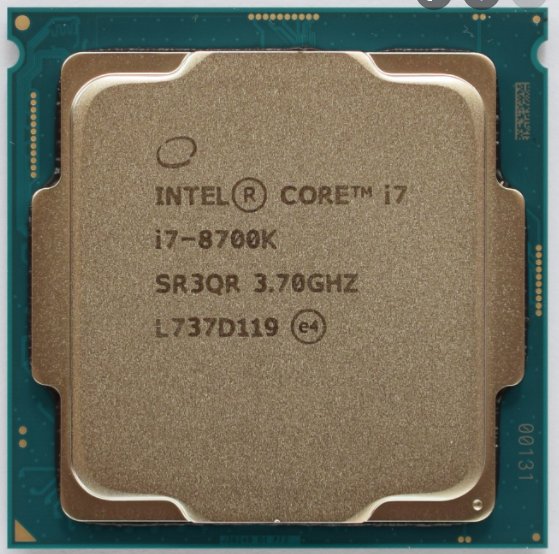 INTEL® CORE™ i7
i7-8700K
SR3QR 3.70GHZ
L737D119 e4
00131